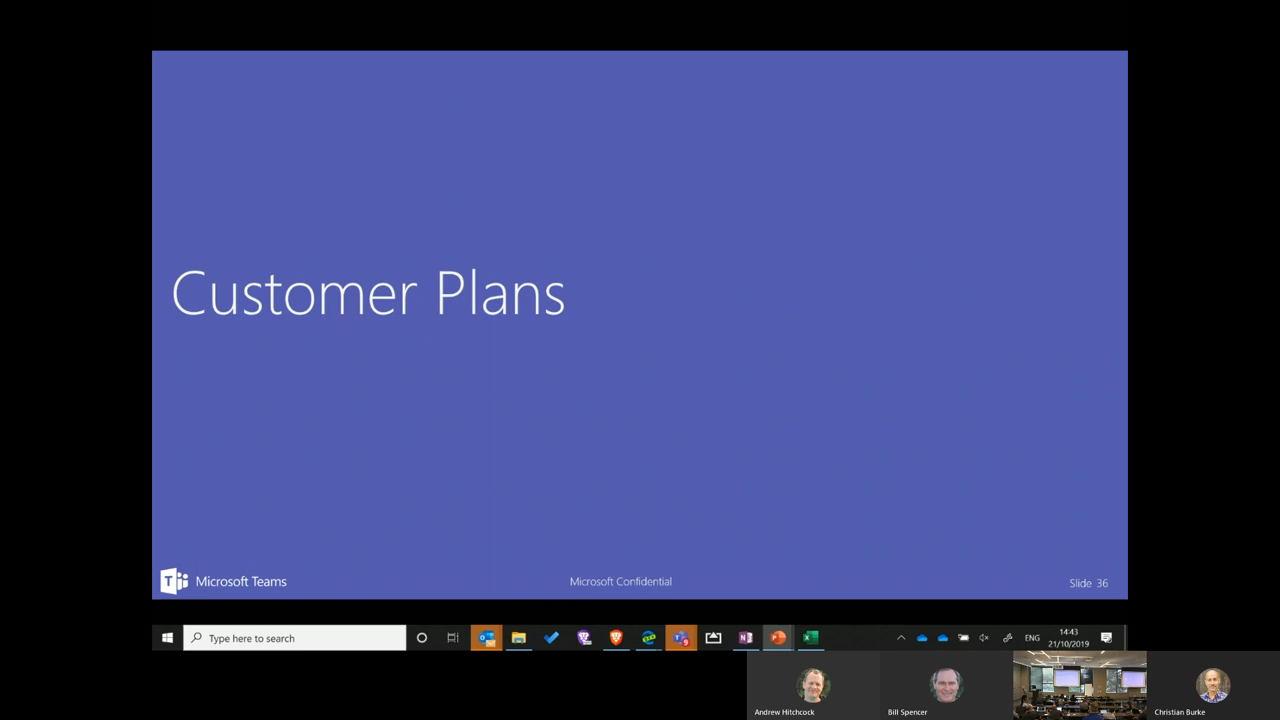 Customer Plans
Microsoft Teams
Microsoft Confidential
Slide 36
Type here to search
ENG
14:43
21/10/2019
Andrew Hitchcock
Bill Spencer
Christian Burke